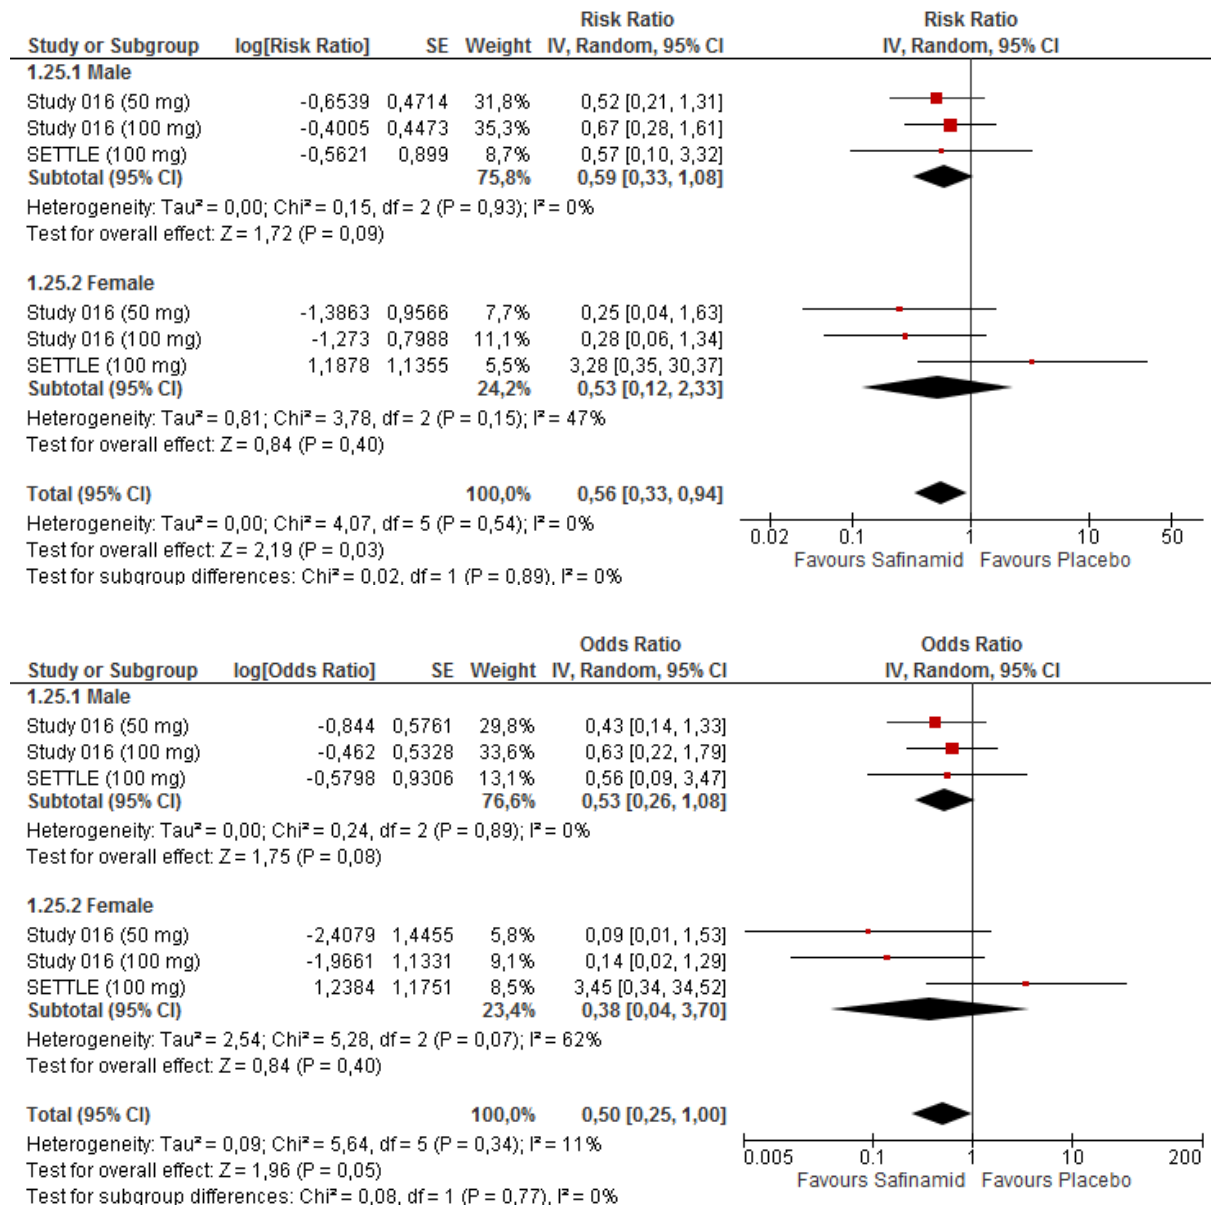 Risk Ratio Risk Ratio
Study or Subgroup log[Risk Ratio] SE Weight IV, Random, 95% CI IV, Random, 95% CI
1.25.1 Male
Study 016 (50 mg) -0,6539 0,4714 31,8% 0,52 [0,21, 1,31]
Study 016 (100 mg) -0,4005 0,4473 35,3% 0,67 [0,28, 1,61]
SETTLE (100 mg) -0,5621 0,899 8,7% 0,57 [0,10, 3,32]
Subtotal (95% CI) 75,8% 0,59 [0,33, 1,08]
Heterogeneity: Tau² = 0,00; Chi² = 0,15, df = 2 (P = 0,93); I² = 0%
Test for overall effect: Z = 1,72 (P = 0,09)
1.25.2 Female
Study 016 (50 mg) -1,3863 0,9566 7,7% 0,25 [0,04, 1,63]
Study 016 (100 mg) -1,273 0,7988 11,1% 0,28 [0,06, 1,34]
SETTLE (100 mg) 1,1878 1,1355 5,5% 3,28 [0,35, 30,37]
Subtotal (95% CI) 24,2% 0,53 [0,12, 2,33]
Heterogeneity: Tau² = 0,81; Chi² = 3,78, df = 2 (P = 0,15); I² = 47%
Test for overall effect: Z = 0,84 (P = 0,40)
Total (95% CI) 100,0% 0,56 [0,33, 0,94]
Heterogeneity: Tau² = 0,00; Chi² = 4,07, df = 5 (P = 0,54); I² = 0%
Test for overall effect: Z = 2,19 (P = 0,03)
Test for subgroup differences: Chi² = 0,02, df = 1 (P = 0,89), I² = 0%
0.02 0.1 1 10 50
Favours Safinamid Favours Placebo
Odds Ratio Odds Ratio
Study or Subgroup log[Odds Ratio] SE Weight IV, Random, 95% CI IV, Random, 95% CI
1.25.1 Male
Study 016 (50 mg) -0,844 0,5761 29,8% 0,43 [0,14, 1,33]
Study 016 (100 mg) -0,462 0,5328 33,6% 0,63 [0,22, 1,79]
SETTLE (100 mg) -0,5798 0,9306 13,1% 0,56 [0,09, 3,47]
Subtotal (95% CI) 76,6% 0,53 [0,26, 1,08]
Heterogeneity: Tau² = 0,00; Chi² = 0,24, df = 2 (P = 0,89); I² = 0%
Test for overall effect: Z = 1,75 (P = 0,08)
1.25.2 Female
Study 016 (50 mg) -2,4079 1,4455 5,8% 0,09 [0,01, 1,53]
Study 016 (100 mg) -1,9661 1,1331 9,1% 0,14 [0,02, 1,29]
SETTLE (100 mg) 1,2384 1,1751 8,5% 3,45 [0,34, 34,52]
Subtotal (95% CI) 23,4% 0,38 [0,04, 3,70]
Heterogeneity: Tau² = 2,54; Chi² = 5,28, df = 2 (P = 0,07); I² = 62%
Test for overall effect: Z = 0,84 (P = 0,40)
Total (95% CI) 100,0% 0,50 [0,25, 1,00]
Heterogeneity: Tau² = 0,09; Chi² = 5,64, df = 5 (P = 0,34); I² = 11%
Test for overall effect: Z = 1,96 (P = 0,05)
Test for subgroup differences: Chi² = 0,08, df = 1 (P = 0,77), I² = 0%
0.005 0.1 1 10 200
Favours Safinamid Favours Placebo